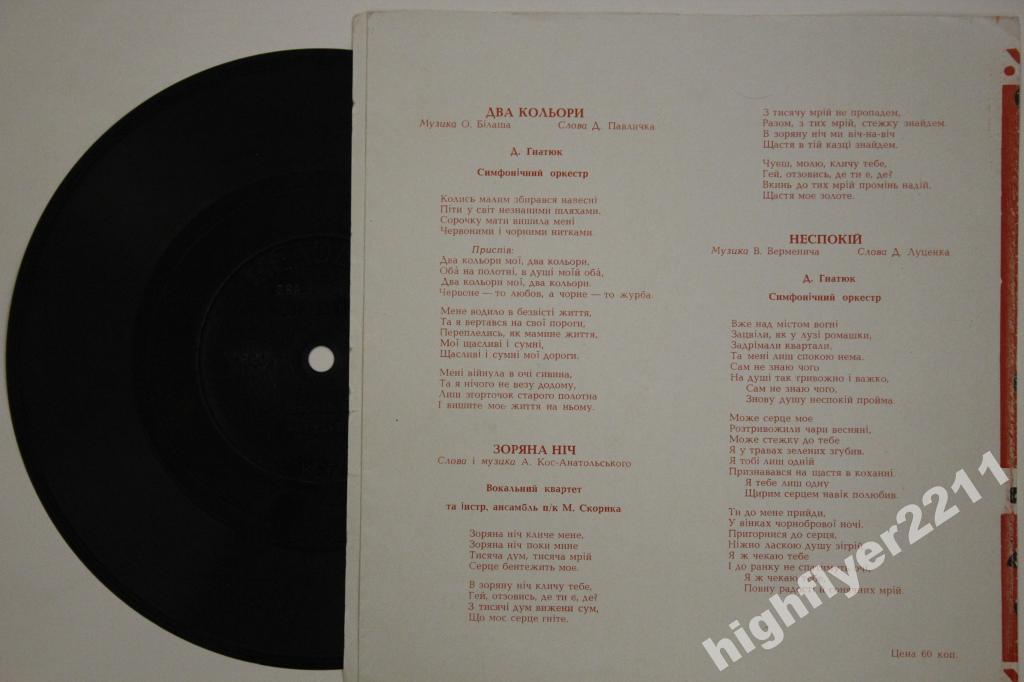 ДВА КОЛЬОРИ
Музика О. Білаша Слова Д. Павличка
Д. Гнатюк
Симфонічний оркестр
Колись малим збирався навесні
Піти у світ незнаними шляхами.
Сорочку мати вишила мені
Червоними і чорними нитками.
Приспів:
Два кольори мої, два кольори,
Оба́ на полотні, в душі моїй оба́,
Два кольори мої, два кольори.
Червоне — то любов, а чорне — то журба.
Мене водило в безвісті життя,
Та я вертався на свої пороги,
Переплелись, як мамине життя,
Мої щасливі і сумні,
Щасливі і сумні мої дороги.
Мені війнула в очі сивина,
Та я нічого не везу додому,
Лиш згорточок старого полотна
І вишите моє життя на ньому.
ЗОРЯНА НІЧ
Слова і музика А. Кос-Анатольського
Вокальний квартет
та інстр. ансамбль п/к М. Скорика
Зоряна ніч кличе мене,
Зоряна ніч поки мине
Тисяча дум, тисяча мрій
Серце бентежить моє.
В зоряну ніч кличу тебе,
Гей, отзовись, де ти є, де?
З тисячі дум вижени сум,
Що моє серце гніте.
З тисячу мрій не пропадем,
Разом, з тих мрій, стежку знайдем.
В зоряну ніч ми віч-на-віч
Щастя в тій казці знайдем.
Чуєш, молю, кличу тебе,
Гей, отзовись, де ти є, де?
Вкинь до тих мрій промінь надій.
Щастя моє золоте.
НЕСПОКІЙ
Музика В. Верменича Слова Д. Луценка
Д. Гнатюк
Симфонічний оркестр
Вже над містом вогні
Зацвіли, як у лузі ромашки,
Задрімали квартали,
Та мені лиш спокою нема.
Сам не знаю чого
На душі так тривожно і важко,
Сам не знаю чого,
Знову душу неспокій пройма.
Може серце моє
Розтривожили чари весняні,
Може стежку до тебе
Я у травах зелених згубив.
Я тобі лиш одній
Признавався на щастя в коханні.
Я тебе лиш одну
Щирим серцем навік полюбив.
Ти до мене прийди,
У вінках чорнобрової ночі.
Пригорнися до серця,
Ніжно ласкою душу зігрій
Я ж чекаю тебе
І до ранку не
Я ж чекаю тебе,
Повну радості і сонячних мрій.
Цена 60 коп.
highflyer2211